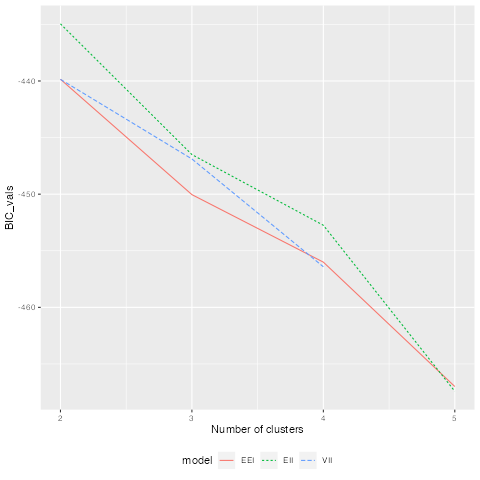 -440
-450
-460
BIC_vals
2 3 4 5
Number of clusters
model EEI EII VII